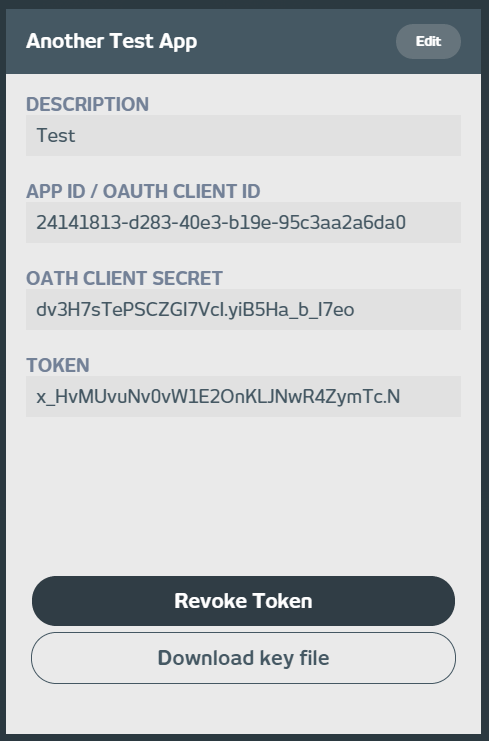 Another Test App
Edit
DESCRIPTION
Test
APP ID / OAUTH CLIENT ID
24141813-d283-40e3-b19e-95c3aa2a6da0
OATH CLIENT SECRET
dv3H7sTePSCZGI7VcI.yiB5Ha_b_I7eo
TOKEN
x_HvMUvuNv0vW1E2OnKLJNwR4ZymTc.N
Revoke Token
Download key file